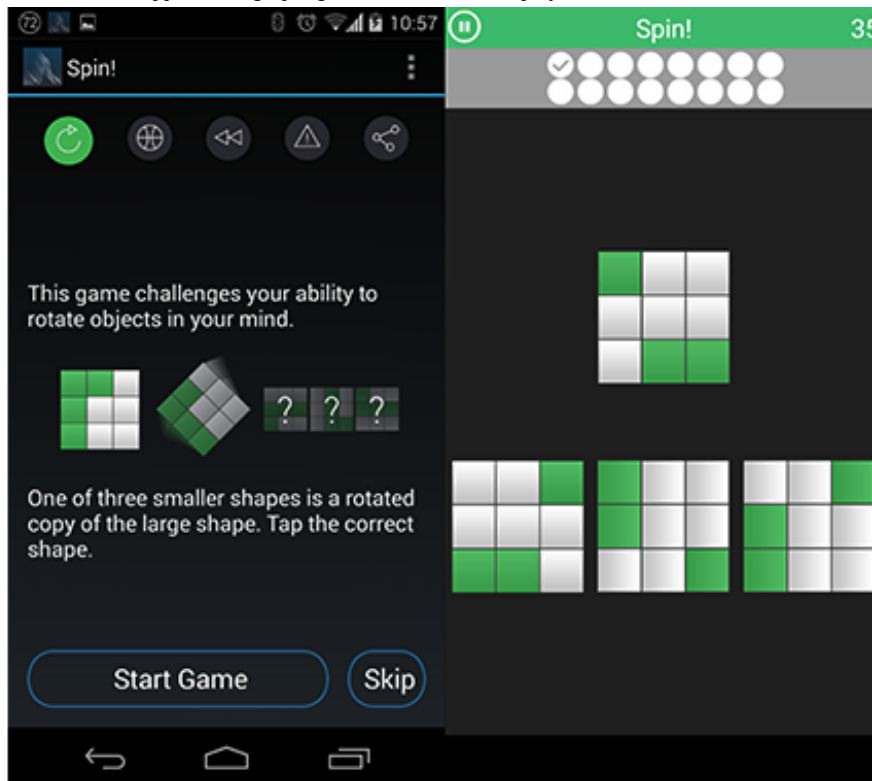 72
10:57
Spin!
This game challenges your ability to
rotate objects in your mind.
? ? ?
One of three smaller shapes is a rotated
copy of the large shape. Tap the correct
shape.
Start Game
Skip
Spin!
35